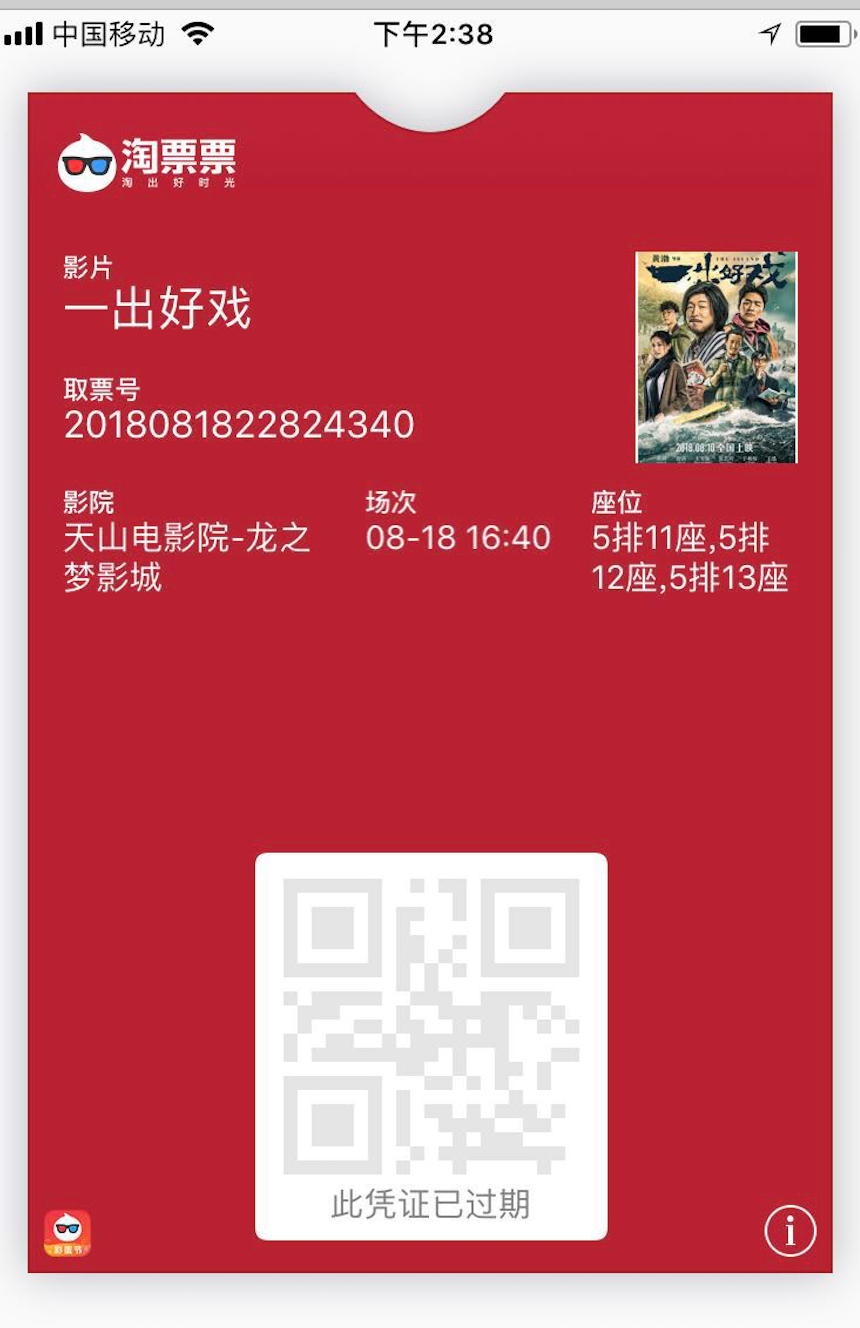 中国移动
下午2:38
淘票票
淘出好时光
影片
一出好戏
黄渤
THE ISLAND
一出好戏
2018.08.10 全国上映
取票号
2018081822824340
影院
天山电影院-龙之
梦影城
场次
08-18 16:40
座位
5排11座,5排
12座,5排13座
此凭证已过期